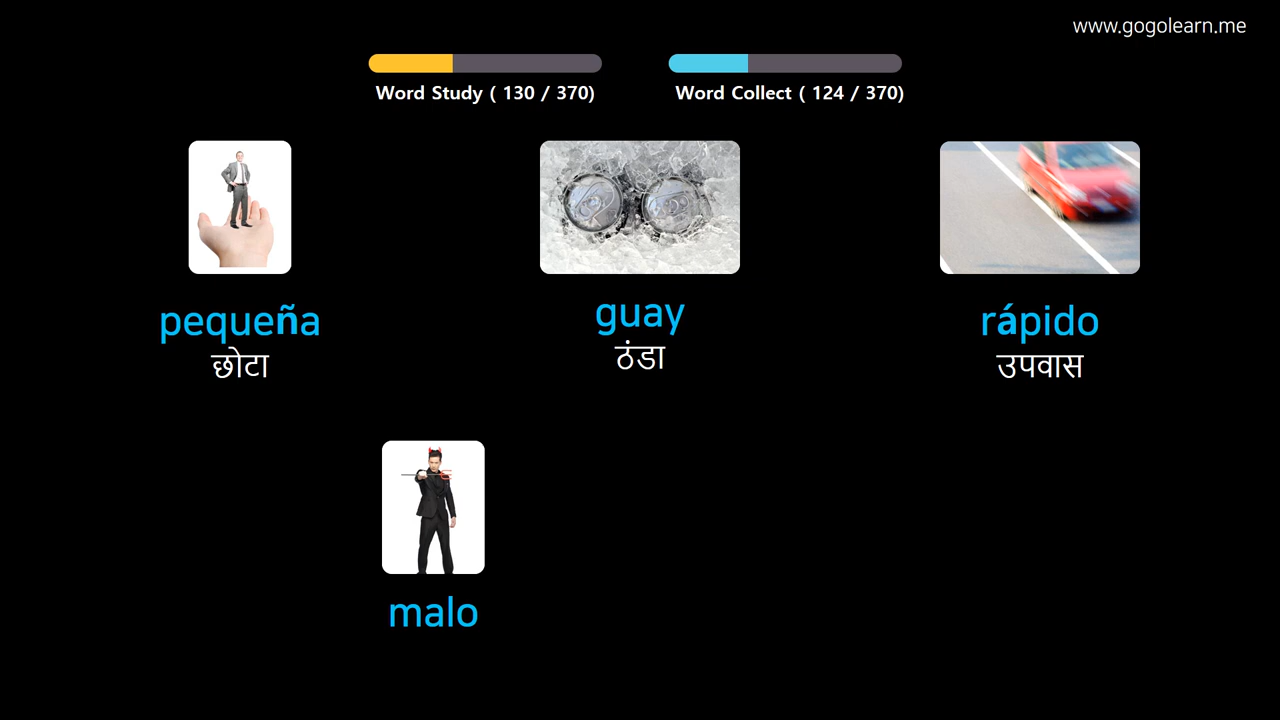 www.gogolearn.me
Word Study ( 130 / 370)
Word Collect ( 124 / 370)
pequeña
छोटा
guay
ठंडा
rápido
उपवास
malo